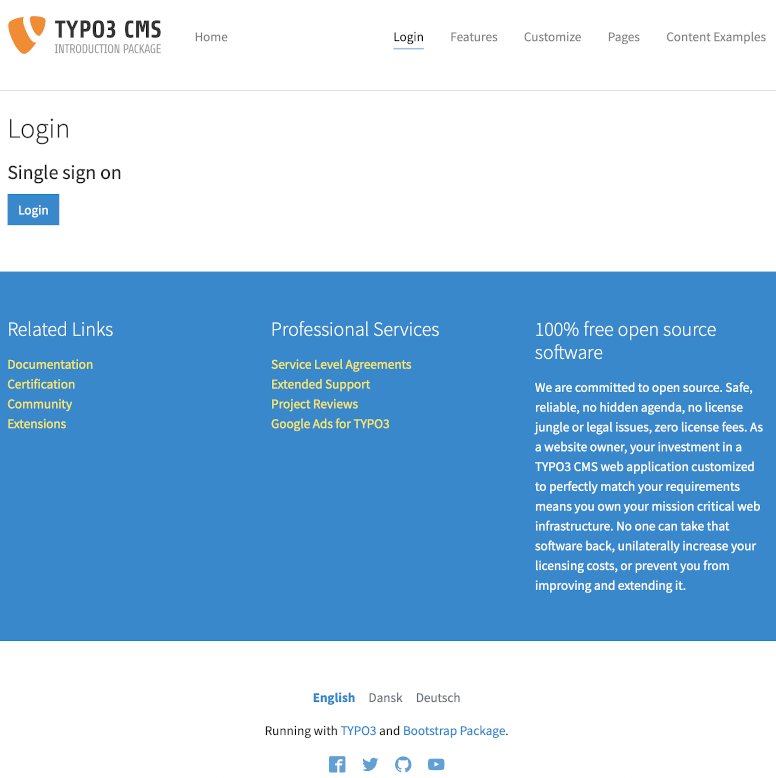 TYPO3 CMS
INTRODUCTION PACKAGE
Home
Login
Features
Customize
Pages
Content Examples
Login
Single sign on
Login
Related Links
Documentation
Certification
Community
Extensions
Professional Services
Service Level Agreements
Extended Support
Project Reviews
Google Ads for TYPO3
100% free open source
software
We are committed to open source. Safe,
reliable, no hidden agenda, no license
jungle or legal issues, zero license fees. As
a website owner, your investment in a
TYPO3 CMS web application customized
to perfectly match your requirements
means you own your mission critical web
infrastructure. No one can take that
software back, unilaterally increase your
licensing costs, or prevent you from
improving and extending it.
English Dansk Deutsch
Running with TYPO3 and Bootstrap Package.